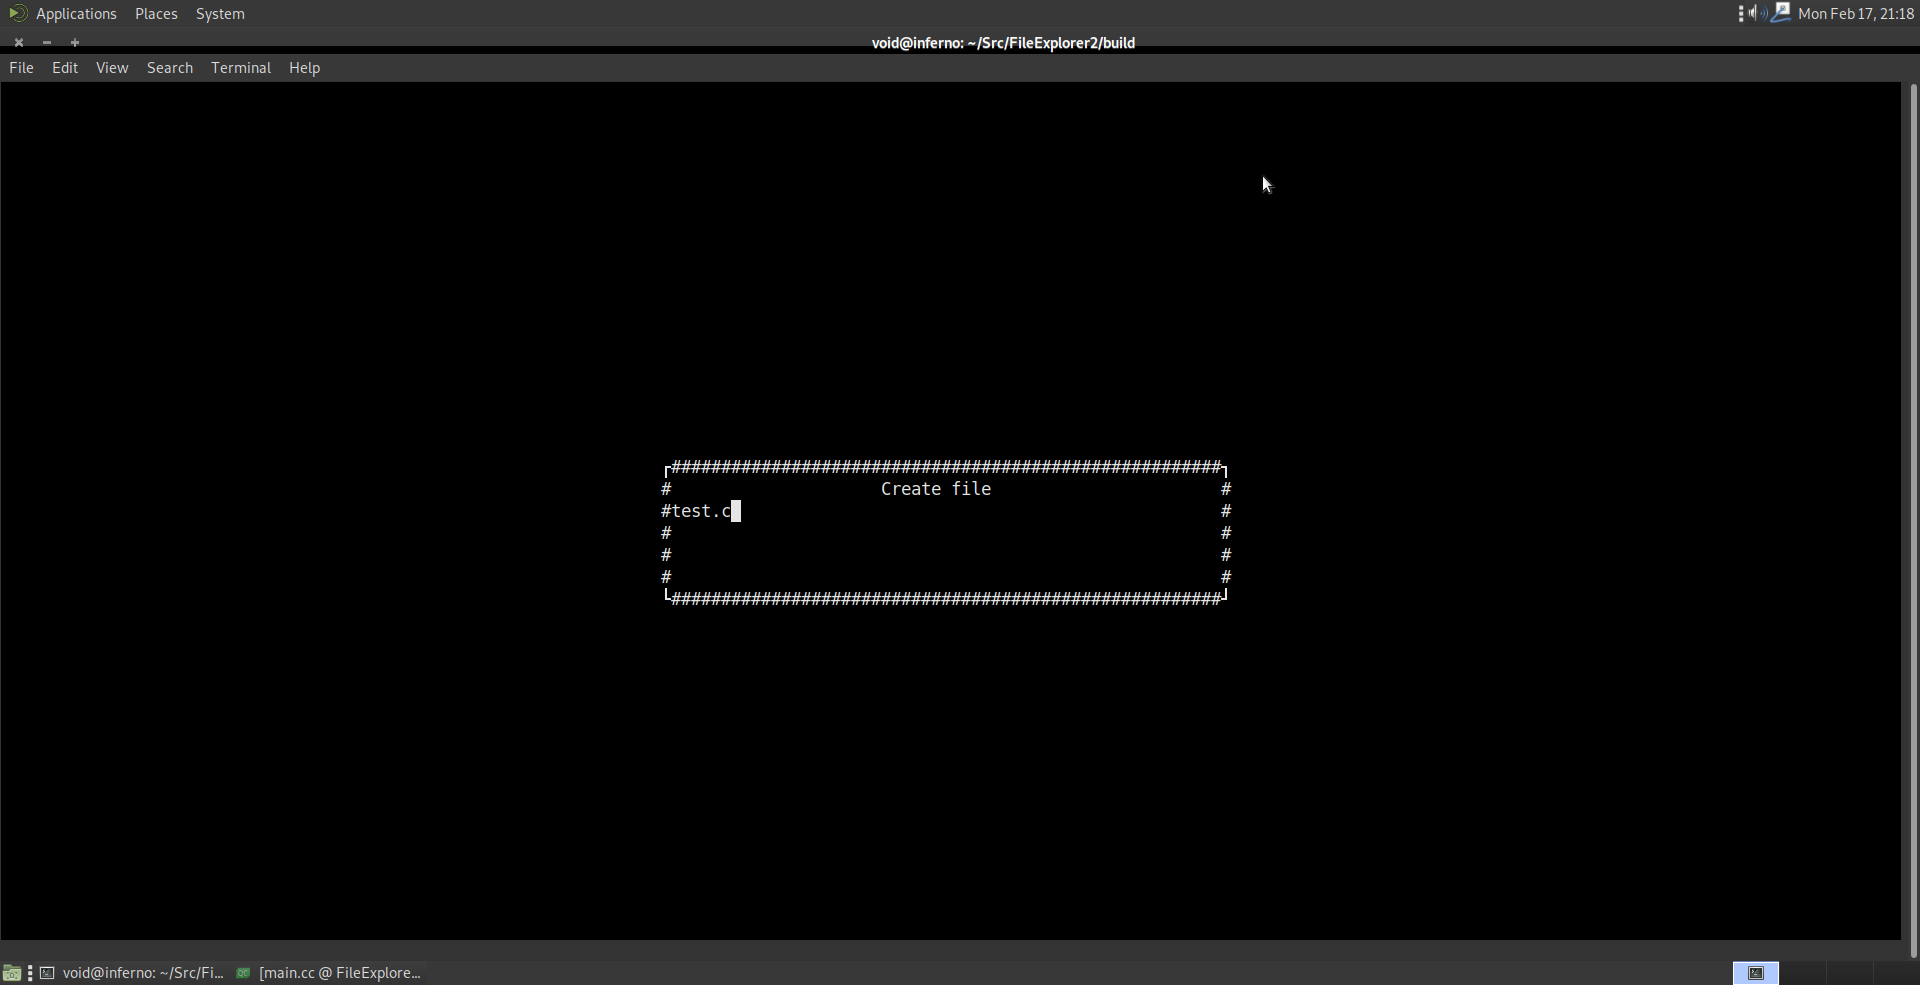 Applications Places System Mon Feb 17, 21:18
void@inferno: ~/Src/FileExplorer2/build
File Edit View Search Terminal Help
┌#######################################################┐
# Create file #
#test.c #
# #
# #
# #
└#######################################################┘
void@inferno: ~/Src/Fi... [main.cc @ FileExplore...